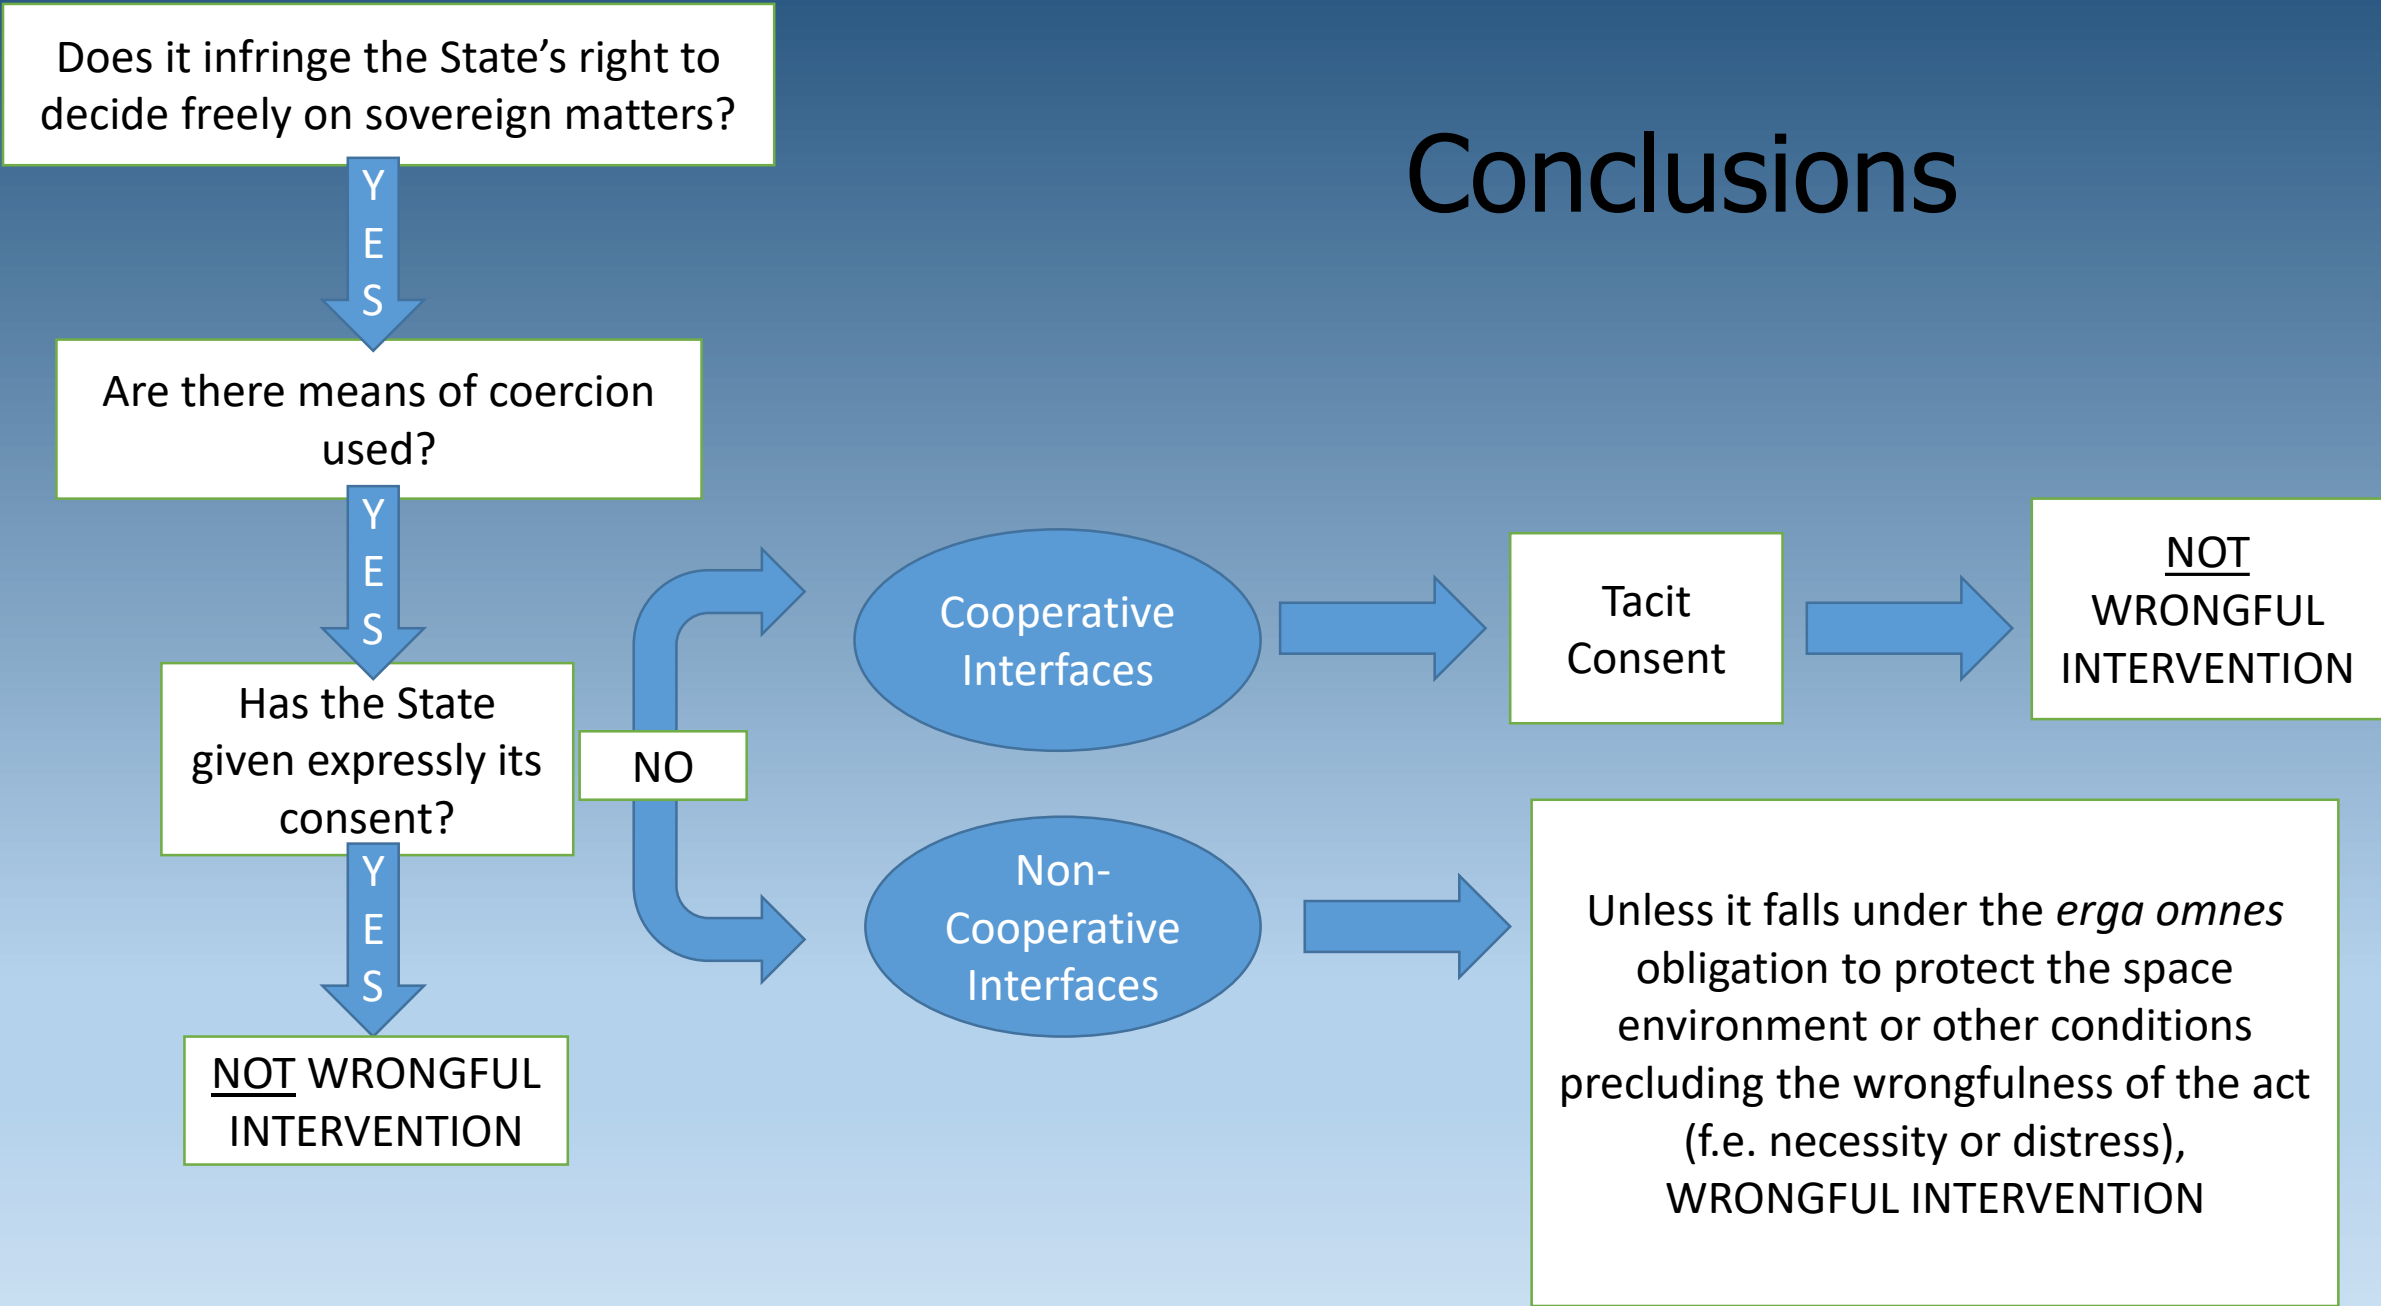 Does it infringe the State’s right to
decide freely on sovereign matters?
Conclusions
Y
E
S
Are there means of coercion
used?
Y
E
S
Has the State
given expressly its
consent?
NO
Cooperative
Interfaces
Tacit
Consent
NOT
WRONGFUL
INTERVENTION
Non-
Cooperative
Interfaces
Unless it falls under the erga omnes
obligation to protect the space
environment or other conditions
precluding the wrongfulness of the act
(f.e. necessity or distress),
WRONGFUL INTERVENTION
Y
E
S
NOT WRONGFUL
INTERVENTION